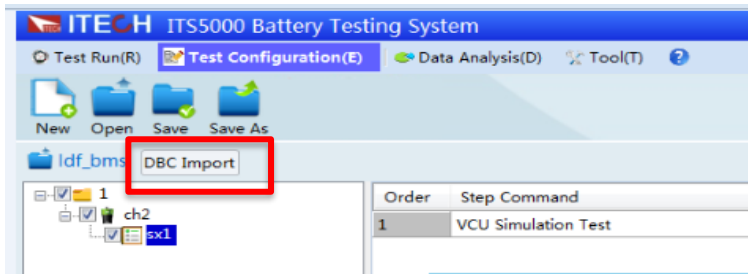 ITECH ITS5000 Battery Testing System
Test Run(R) Test Configuration(E) Data Analysis(D) Tool(T)
New Open Save Save As
ldf_bms DBC Import
1
ch2
sx1
Order Step Command
1 VCU Simulation Test